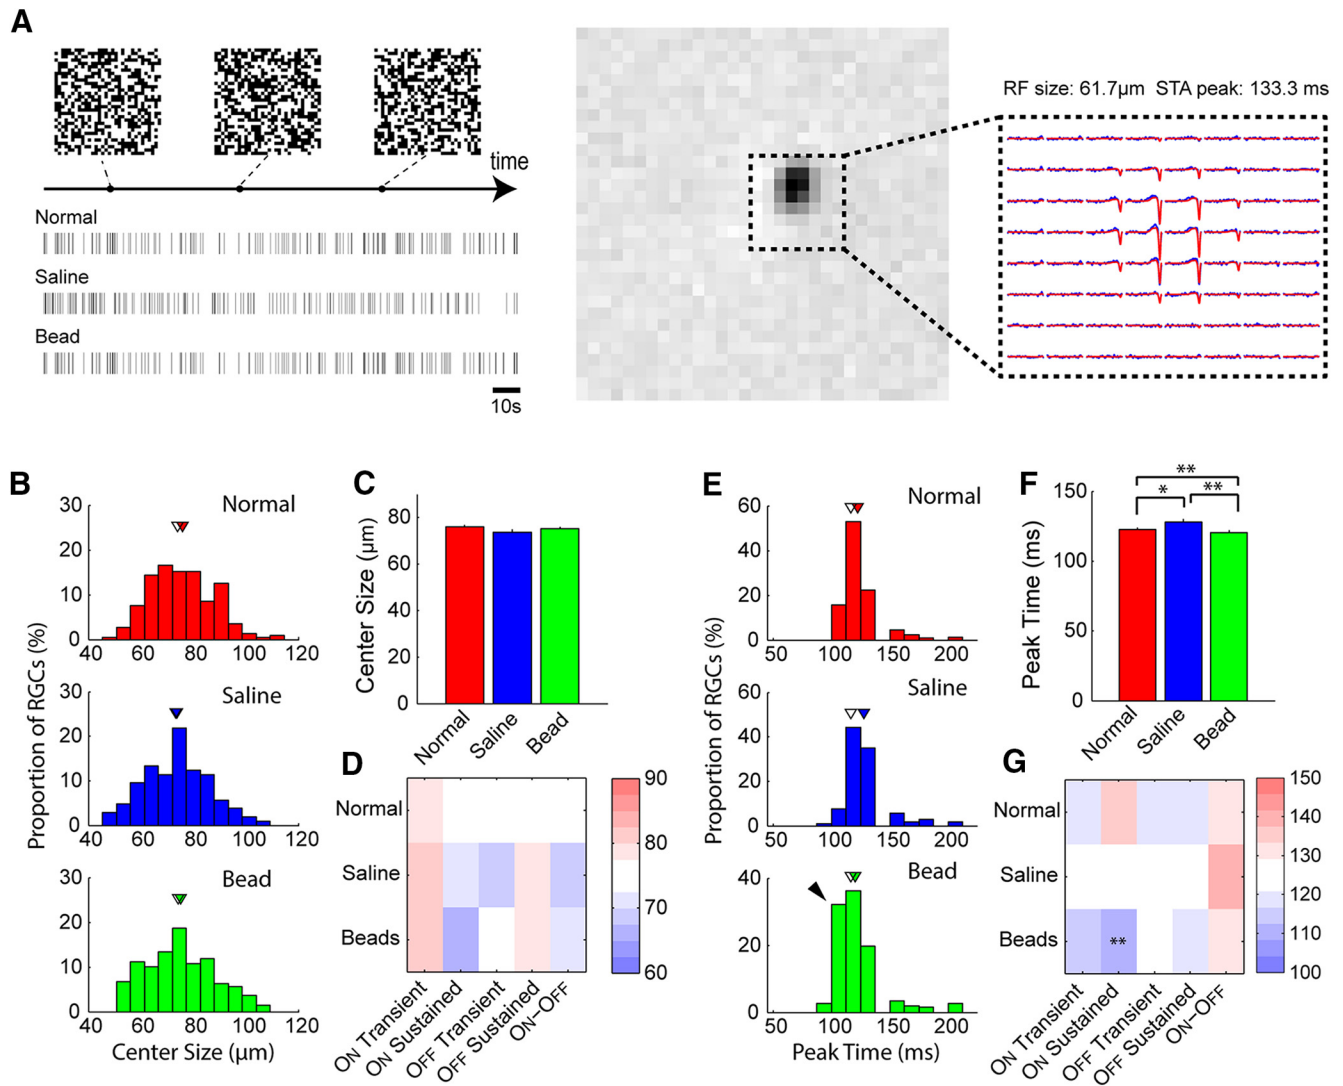 A
time
Normal
Saline
Bead
10s
RF size: 61.7µm STA peak: 133.3 ms
B
Normal
30
20
10
0
40 60 80 100 120
Saline
30
20
10
0
40 60 80 100 120
Bead
30
20
10
0
40 60 80 100 120
Proportion of RGCs (%)
Center Size (µm)
C
80
60
40
20
0
Center Size (µm)
Normal
Saline
Bead
D
Normal
Saline
Beads
ON Transient
ON Sustained
OFF Transient
OFF Sustained
ON–OFF
90
80
70
60
E
Normal
60
40
20
0
50 100 150 200
Saline
60
40
20
0
50 100 150 200
Bead
40
20
0
50 100 150 200
Proportion of RGCs (%)
Peak Time (ms)
F
**
* **
150
100
50
0
Peak Time (ms)
Normal
Saline
Bead
G
Normal
Saline
Beads
**
ON Transient
ON Sustained
OFF Transient
OFF Sustained
ON–OFF
150
140
130
120
110
100